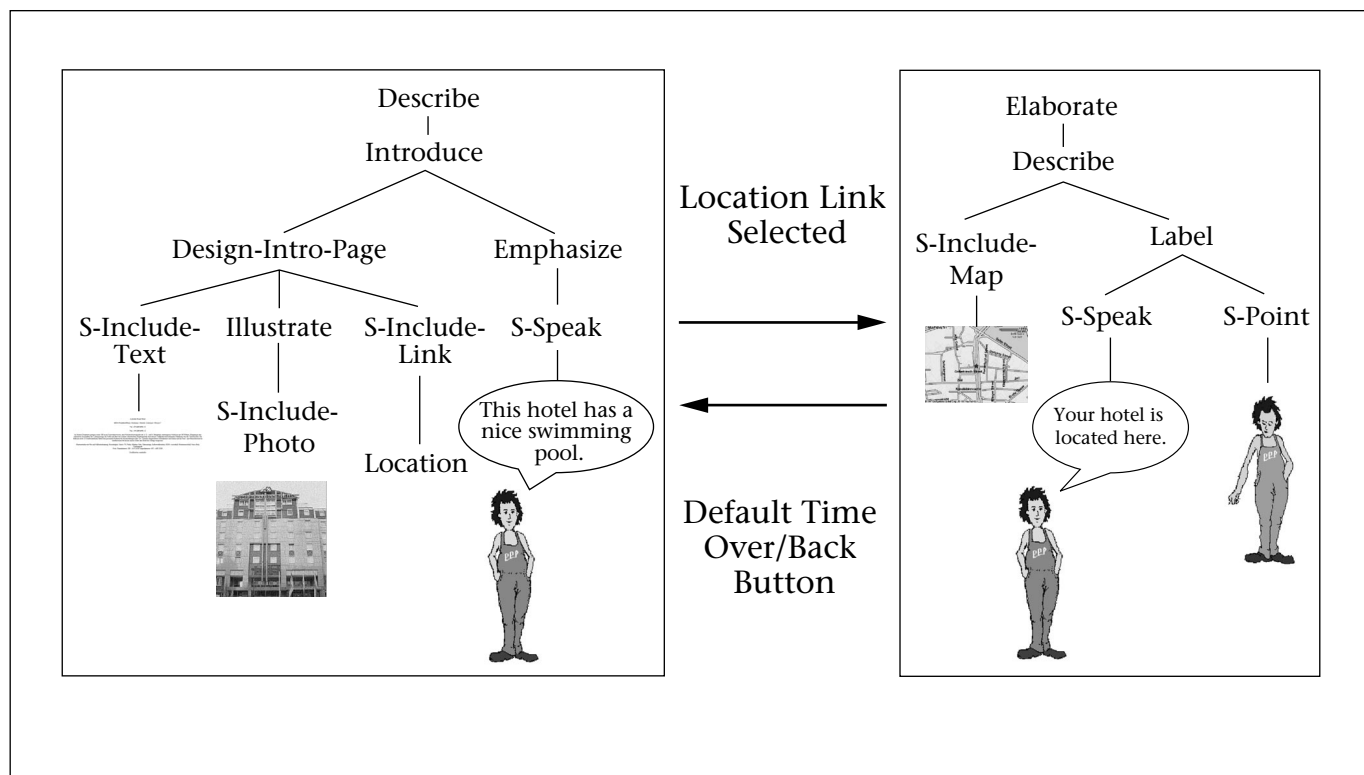 Describe
Introduce
Design-Intro-Page
Emphasize
S-Include-
Text
Illustrate
S-Include-
Link
S-Speak
S-Include-
Photo
Location
This hotel has a
nice swimming
pool.
P.P.P
Location Link
Selected
Default Time
Over/Back
Button
Elaborate
Describe
S-Include-
Map
Label
S-Speak
S-Point
Your hotel is
located here.
P.P.P
P.P.P